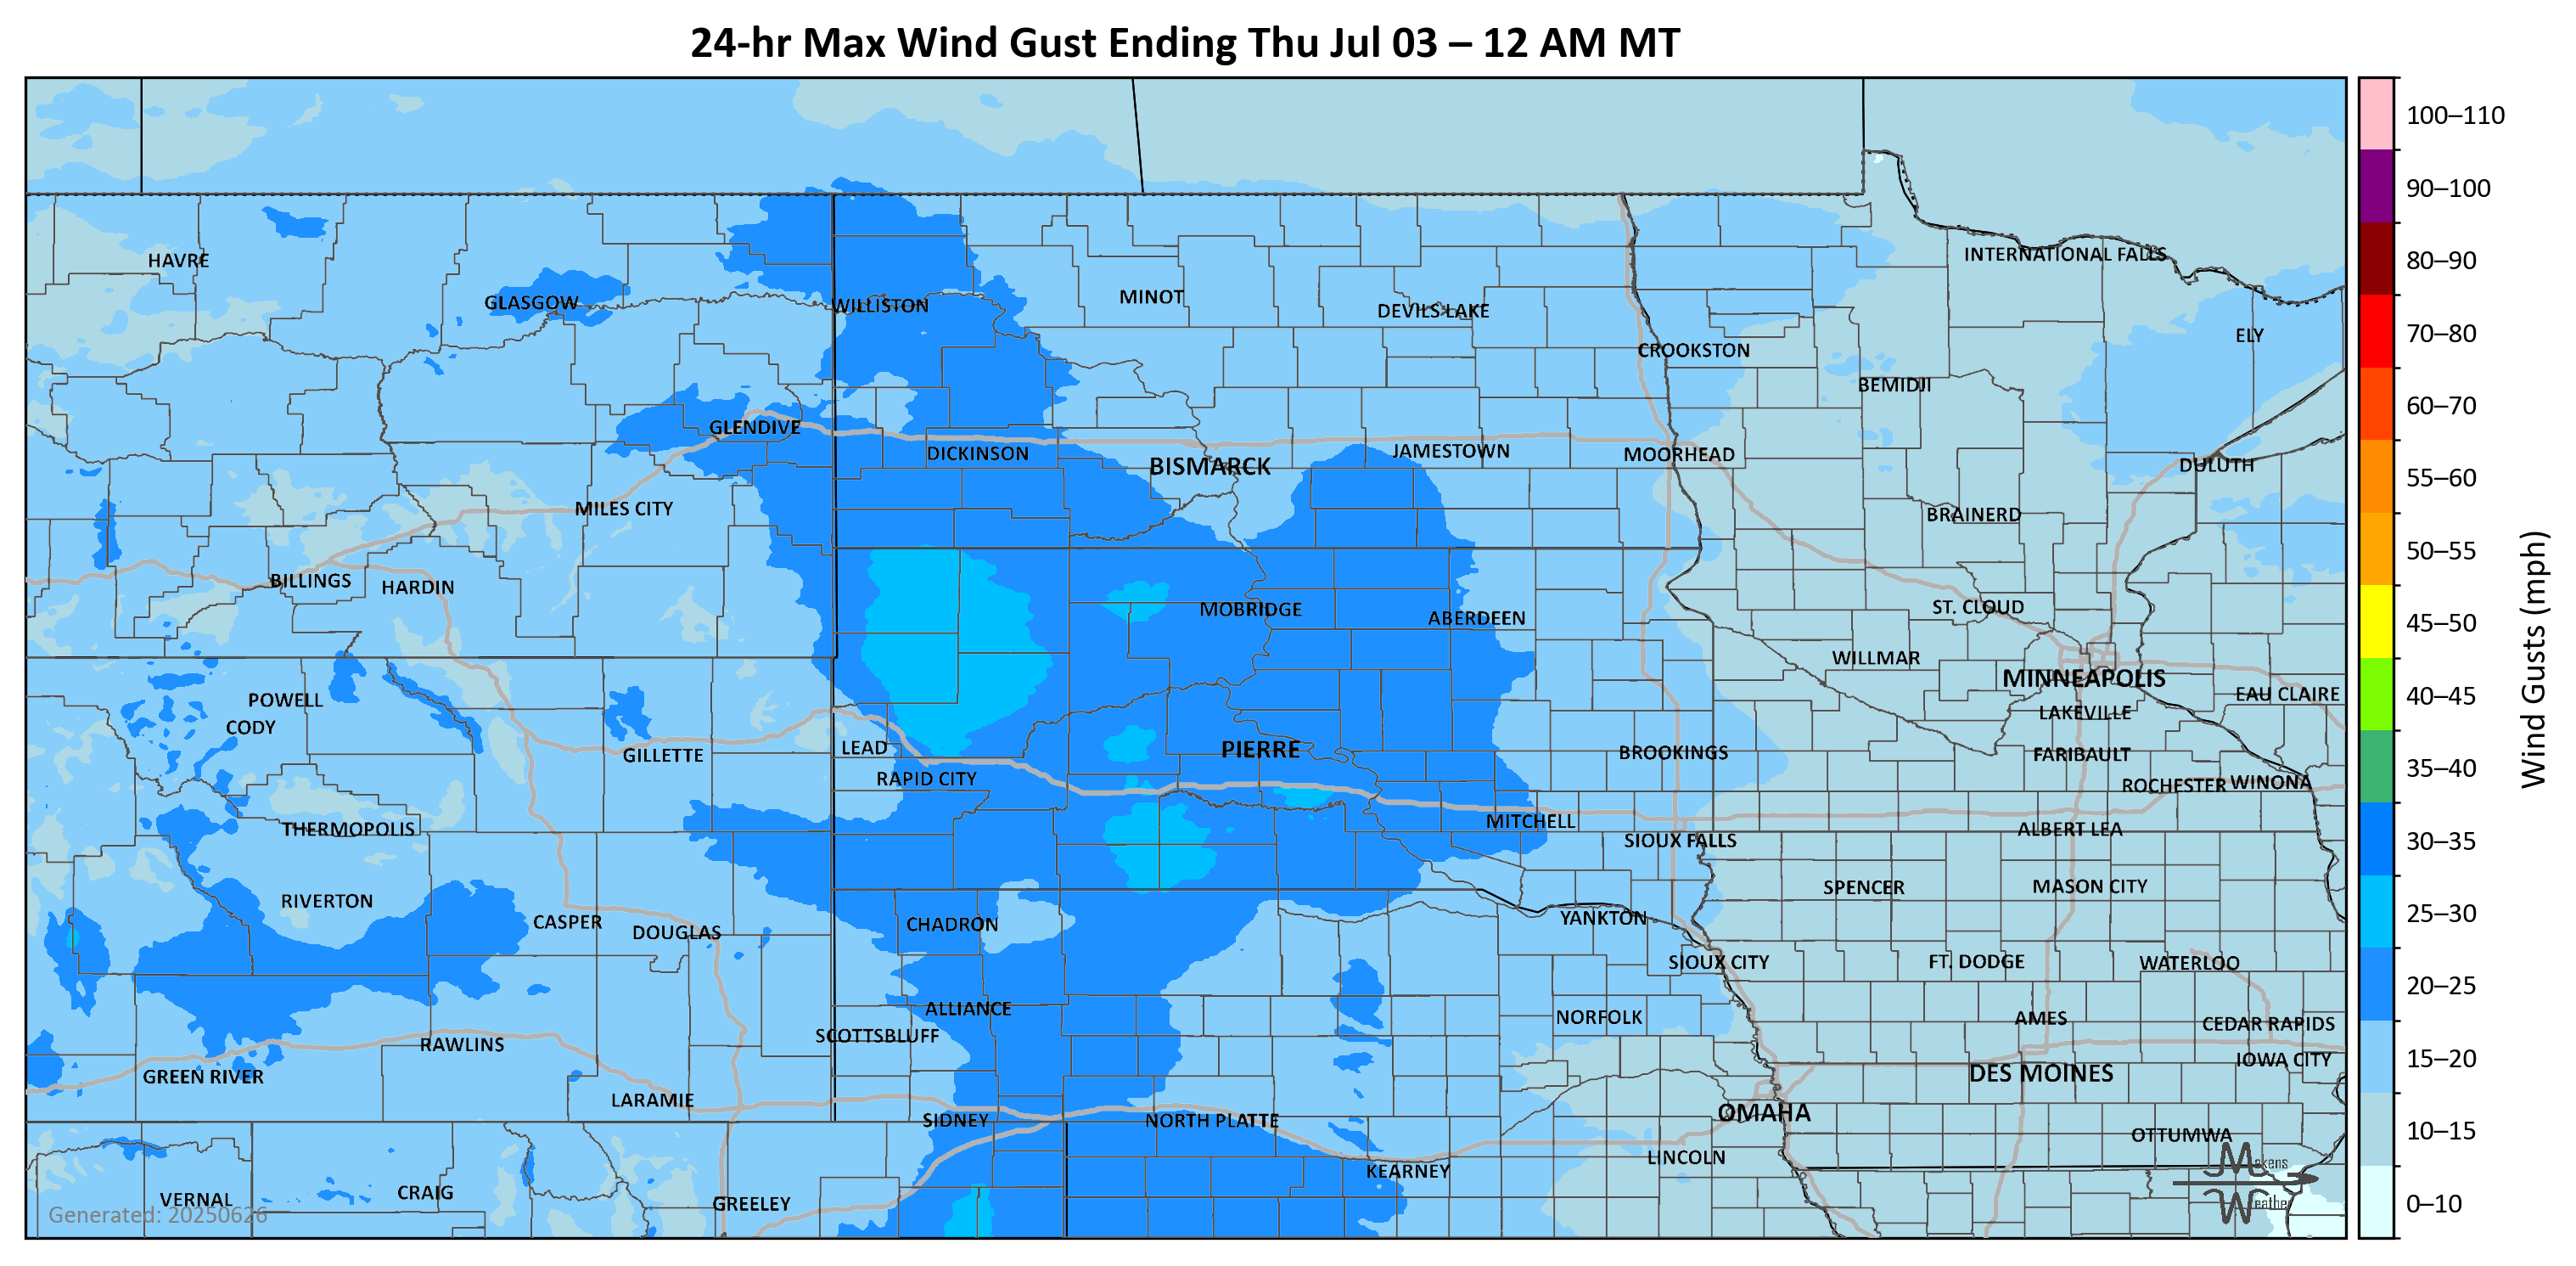 24-hr Max Wind Gust Ending Thu Jul 03 – 12 AM MT
100–110
90–100
80–90
70–80
60–70
55–60
50–55
45–50
40–45
35–40
30–35
25–30
20–25
15–20
10–15
0–10
Wind Gusts (mph)
HAVRE
INTERNATIONAL FALLS
GLASGOW
WILLISTON
MINOT
DEVILS LAKE
ELY
CROOKSTON
BEMIDJI
GLENDIVE
DICKINSON
BISMARCK
JAMESTOWN
MOORHEAD
DULUTH
MILES CITY
BRAINERD
BILLINGS
HARDIN
MOBRIDGE
ABERDEEN
ST. CLOUD
WILLMAR
MINNEAPOLIS
EAU CLAIRE
POWELL
CODY
LAKEVILLE
GILLETTE
LEAD
PIERRE
BROOKINGS
FARIBAULT
RAPID CITY
ROCHESTER
WINONA
THERMOPOLIS
MITCHELL
ALBERT LEA
SIOUX FALLS
SPENCER
MASON CITY
RIVERTON
CASPER
DOUGLAS
CHADRON
YANKTON
SIOUX CITY
FT. DODGE
WATERLOO
ALLIANCE
NORFOLK
AMES
CEDAR RAPIDS
SCOTTSBLUFF
RAWLINS
IOWA CITY
GREEN RIVER
DES MOINES
LARAMIE
SIDNEY
NORTH PLATTE
OMAHA
OTTUMWA
LINCOLN
KEARNEY
VERNAL
CRAIG
GREELEY
Makens
Weather
Generated: 20250626